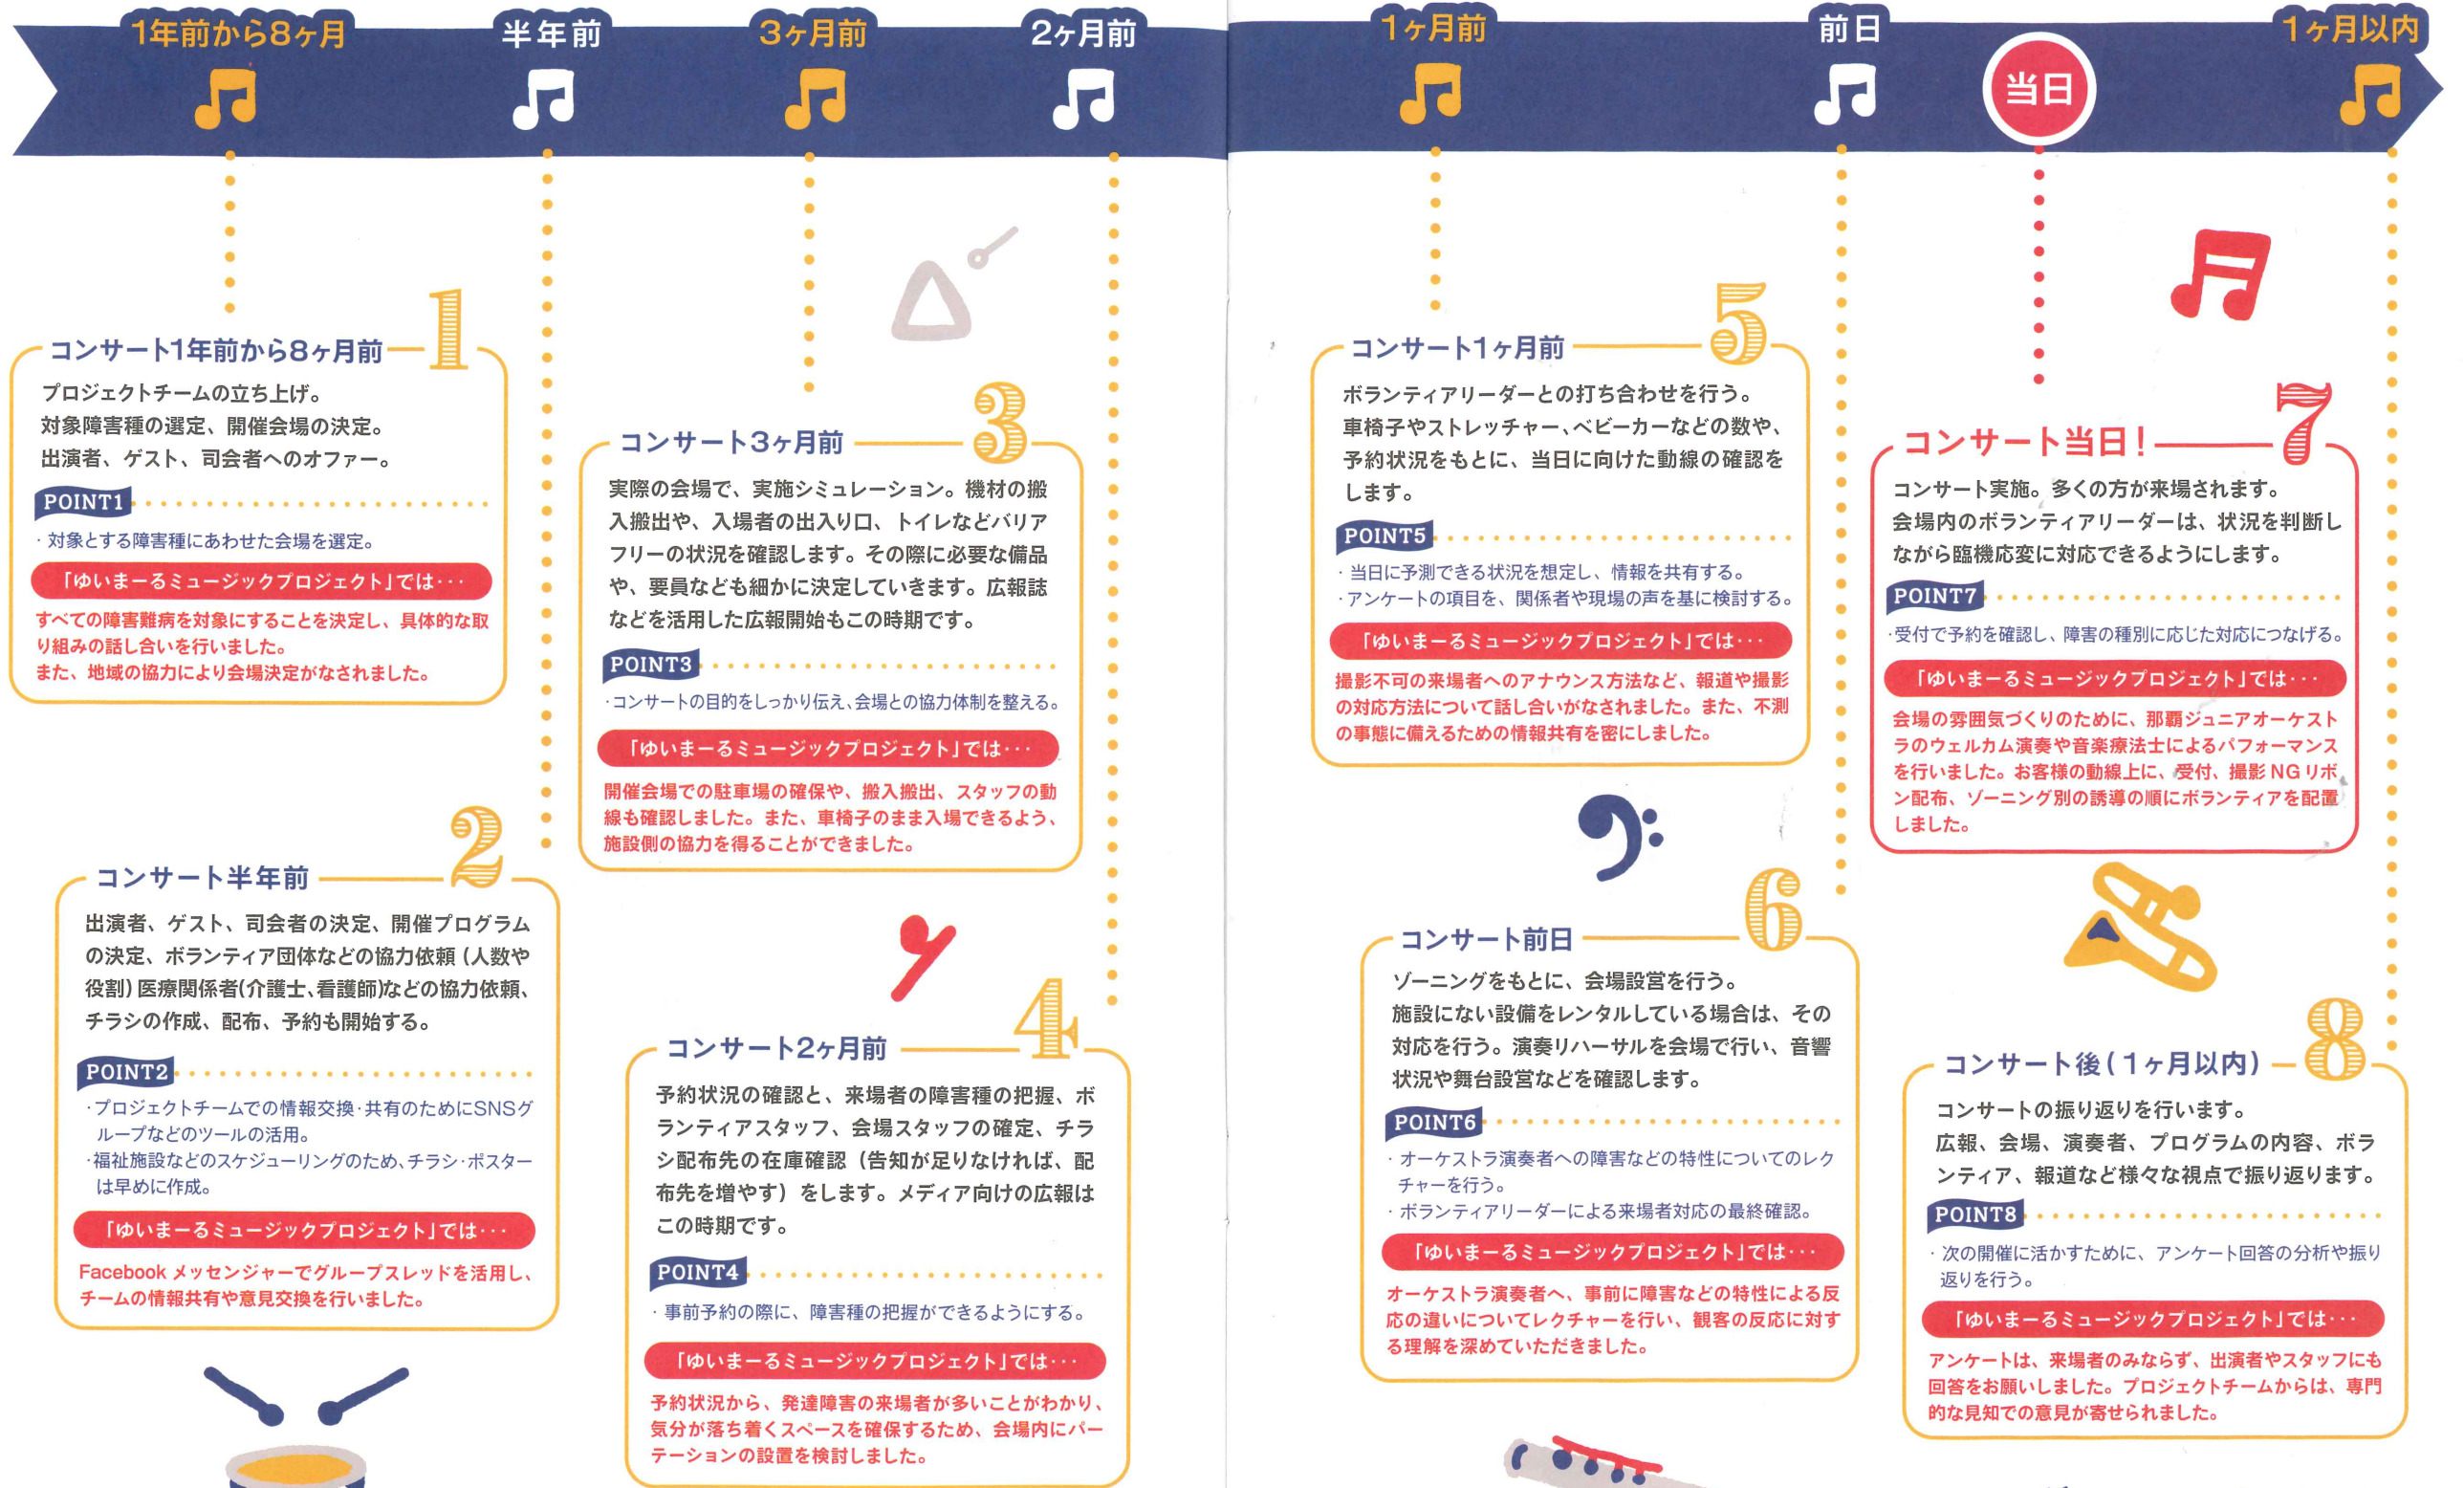 1年前から8ヶ月
半年前
3ヶ月前
2ヶ月前
1ヶ月前
前日
当日
1ヶ月以内
1
コンサート1年前から8ヶ月前
プロジェクトチームの立ち上げ。
対象障害種の選定、開催会場の決定。
出演者、ゲスト、司会者へのオファー。
POINT1
・対象とする障害種にあわせた会場を選定。
「ゆいまーるミュージックプロジェクト」では・・・
すべての障害難病を対象にすることを決定し、具体的な取
り組みの話し合いを行いました。
また、地域の協力により会場決定がなされました。
2
コンサート半年前
出演者、ゲスト、司会者の決定、開催プログラム
の決定、ボランティア団体などの協力依頼（人数や
役割）医療関係者(介護士、看護師)などの協力依頼、
チラシの作成、配布、予約も開始する。
POINT2
・プロジェクトチームでの情報交換・共有のためにSNSグ
ループなどのツールの活用。
・福祉施設などのスケジューリングのため、チラシ・ポスター
は早めに作成。
「ゆいまーるミュージックプロジェクト」では・・・
Facebook メッセンジャーでグループスレッドを活用し、
チームの情報共有や意見交換を行いました。
3
コンサート3ヶ月前
実際の会場で、実施シミュレーション。機材の搬
入搬出や、入場者の出入り口、トイレなどバリア
フリーの状況を確認します。その際に必要な備品
や、要員なども細かに決定していきます。広報誌
などを活用した広報開始もこの時期です。
POINT3
・コンサートの目的をしっかり伝え、会場との協力体制を整える。
「ゆいまーるミュージックプロジェクト」では・・・
開催会場での駐車場の確保や、搬入搬出、スタッフの動
線も確認しました。また、車椅子のまま入場できるよう、
施設側の協力を得ることができました。
4
コンサート2ヶ月前
予約状況の確認と、来場者の障害種の把握、ボ
ランティアスタッフ、会場スタッフの確定、チラ
シ配布先の在庫確認（告知が足りなければ、配
布先を増やす）をします。メディア向けの広報は
この時期です。
POINT4
・事前予約の際に、障害種の把握ができるようにする。
「ゆいまーるミュージックプロジェクト」では・・・
予約状況から、発達障害の来場者が多いことがわかり、
気分が落ち着くスペースを確保するため、会場内にパー
テーションの設置を検討しました。
5
コンサート1ヶ月前
ボランティアリーダーとの打ち合わせを行う。
車椅子やストレッチャー、ベビーカーなどの数や、
予約状況をもとに、当日に向けた動線の確認を
します。
POINT5
・当日に予測できる状況を想定し、情報を共有する。
・アンケートの項目を、関係者や現場の声を基に検討する。
「ゆいまーるミュージックプロジェクト」では・・・
撮影不可の来場者へのアナウンス方法など、報道や撮影
の対応方法について話し合いがなされました。また、不測
の事態に備えるための情報共有を密にしました。
6
コンサート前日
ゾーニングをもとに、会場設営を行う。
施設にない設備をレンタルしている場合は、その
対応を行う。演奏リハーサルを会場で行い、音響
状況や舞台設営などを確認します。
POINT6
・オーケストラ演奏者への障害などの特性についてのレク
チャーを行う。
・ボランティアリーダーによる来場者対応の最終確認。
「ゆいまーるミュージックプロジェクト」では・・・
オーケストラ演奏者へ、事前に障害などの特性による反
応の違いについてレクチャーを行い、観客の反応に対す
る理解を深めていただきました。
7
コンサート当日！
コンサート実施。多くの方が来場されます。
会場内のボランティアリーダーは、状況を判断し
ながら臨機応変に対応できるようにします。
POINT7
・受付で予約を確認し、障害の種別に応じた対応につなげる。
「ゆいまーるミュージックプロジェクト」では・・・
会場の雰囲気づくりのために、那覇ジュニアオーケスト
ラのウェルカム演奏や音楽療法士によるパフォーマンス
を行いました。お客様の動線上に、受付、撮影 NG リボ
ン配布、ゾーニング別の誘導の順にボランティアを配置
しました。
8
コンサート後（1ヶ月以内）
コンサートの振り返りを行います。
広報、会場、演奏者、プログラムの内容、ボラ
ンティア、報道など様々な視点で振り返ります。
POINT8
・次の開催に活かすために、アンケート回答の分析や振り
返りを行う。
「ゆいまーるミュージックプロジェクト」では・・・
アンケートは、来場者のみならず、出演者やスタッフにも
回答をお願いしました。プロジェクトチームからは、専門
的な見知での意見が寄せられました。